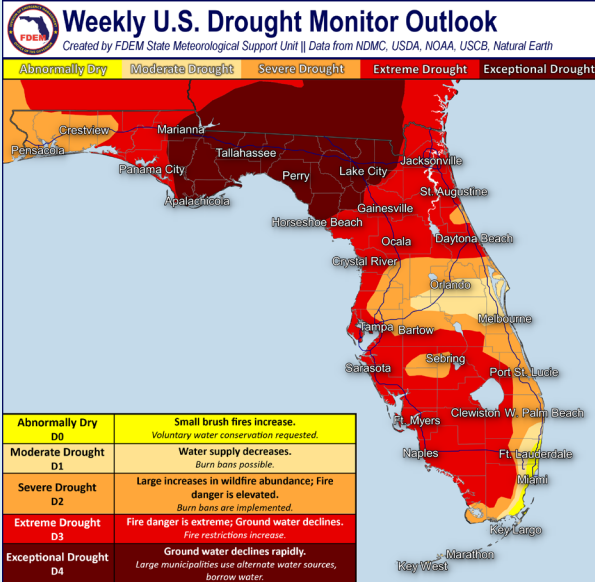 Weekly U.S. Drought Monitor Outlook
FDEM
Created by FDEM State Meteorological Support Unit || Data from NDMC, USDA, NOAA, USCB, Natural Earth
Abnormally Dry Moderate Drought Severe Drought Extreme Drought Exceptional Drought
Crestview
Marianna
Pensacola
Tallahassee
Jacksonville
Panama City
Perry
Lake City
Apalachicola
St. Augustine
Gainesville
Horseshoe Beach
Ocala
Daytona Beach
Crystal River
Orlando
Melbourne
Tampa
Bartow
Sebring
Sarasota
Port St. Lucie
Ft. Myers
Clewiston
W. Palm Beach
Naples
Ft. Lauderdale
Miami
Key Largo
Marathon
Key West
Abnormally Dry
D0
Small brush fires increase.
Voluntary water conservation requested.
Moderate Drought
D1
Water supply decreases.
Burn bans possible.
Severe Drought
D2
Large increases in wildfire abundance; Fire
danger is elevated.
Burn bans are implemented.
Extreme Drought
D3
Fire danger is extreme; Ground water declines.
Fire restrictions increase.
Exceptional Drought
D4
Ground water declines rapidly.
Large municipalities use alternate water sources,
borrow water.